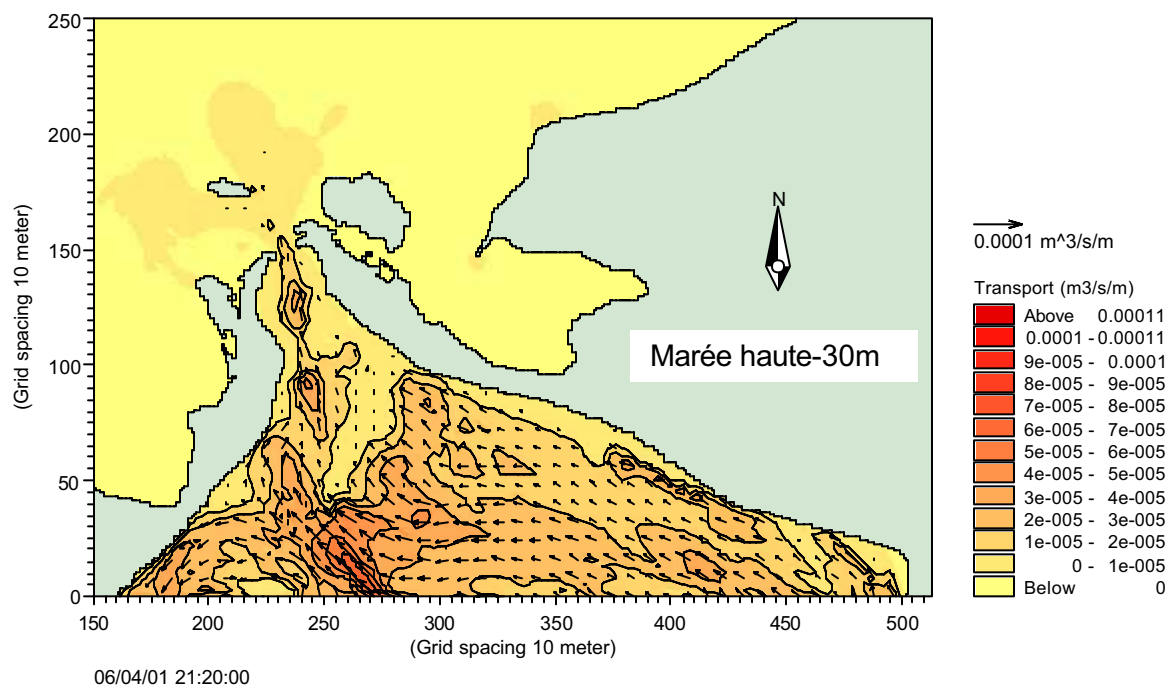 250
200
150
100
50
0
(Grid spacing 10 meter)
150 200 250 300 350 400 450 500
(Grid spacing 10 meter)
06/04/01 21:20:00
N
Marée haute-30m
0.0001 m^3/s/m
Transport (m3/s/m)
Above 0.00011
0.0001 - 0.00011
9e-005 - 0.0001
8e-005 - 9e-005
7e-005 - 8e-005
6e-005 - 7e-005
5e-005 - 6e-005
4e-005 - 5e-005
3e-005 - 4e-005
2e-005 - 3e-005
1e-005 - 2e-005
0 - 1e-005
Below 0